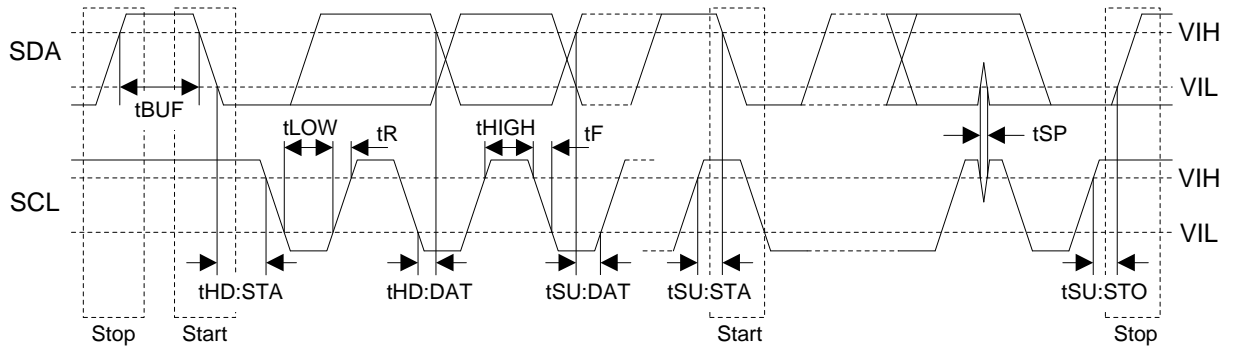 SDA
VIH
VIL
tBUF
tLOW
tR
tHIGH
tF
tSP
SCL
VIH
VIL
tHD:STA
tHD:DAT
tSU:DAT
tSU:STA
tSU:STO
Stop
Start
Start
Stop